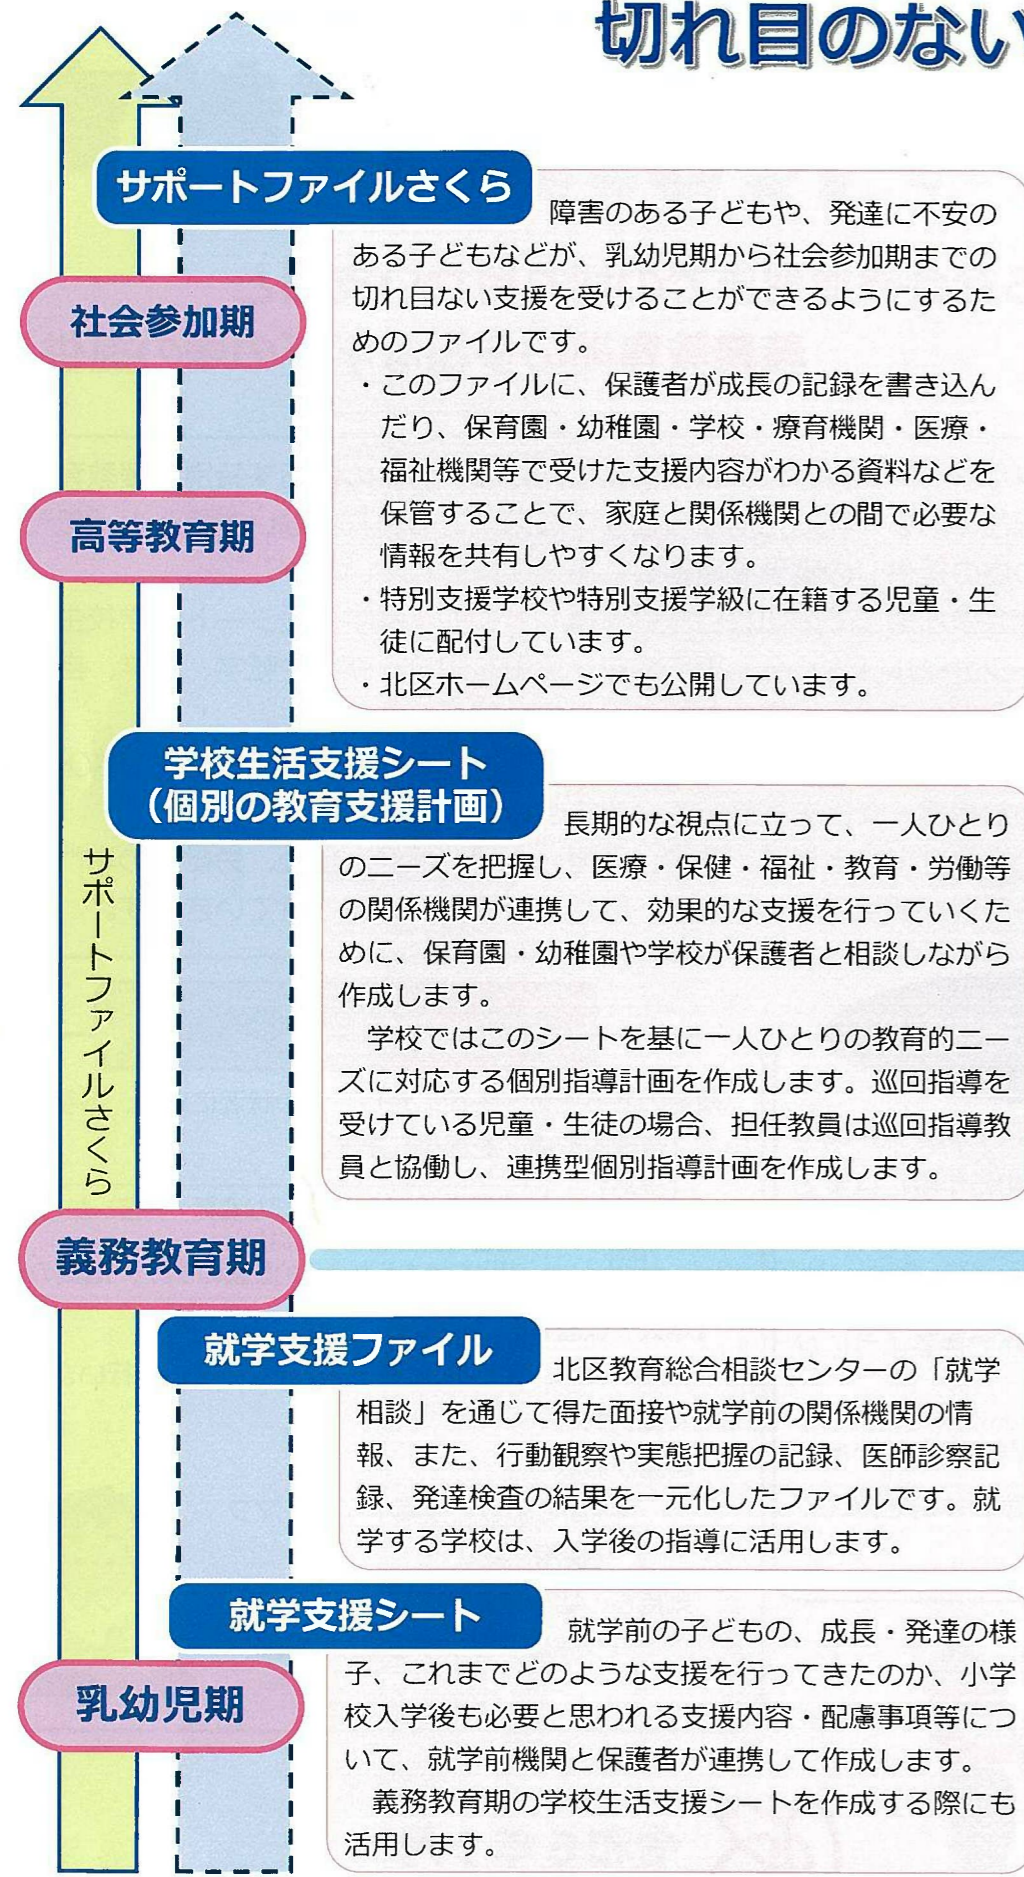 切れ目のない
サポートファイルさくら
障害のある子どもや、発達に不安の
ある子どもなどが、乳幼児期から社会参加期までの
切れ目ない支援を受けることができるようにするた
めのファイルです。
・このファイルに、保護者が成長の記録を書き込ん
だり、保育園・幼稚園・学校・療育機関・医療・
福祉機関等で受けた支援内容がわかる資料などを
保管することで、家庭と関係機関との間で必要な
情報を共有しやすくなります。
・特別支援学校や特別支援学級に在籍する児童・生
徒に配付しています。
・北区ホームページでも公開しています。
社会参加期
高等教育期
学校生活支援シート
（個別の教育支援計画）
長期的な視点に立って、一人ひとり
のニーズを把握し、医療・保健・福祉・教育・労働等
の関係機関が連携して、効果的な支援を行っていくた
めに、保育園・幼稚園や学校が保護者と相談しながら
作成します。
学校ではこのシートを基に一人ひとりの教育的ニー
ズに対応する個別指導計画を作成します。巡回指導を
受けている児童・生徒の場合、担任教員は巡回指導教
員と協働し、連携型個別指導計画を作成します。
サポートファイルさくら
義務教育期
就学支援ファイル
北区教育総合相談センターの「就学
相談」を通じて得た面接や就学前の関係機関の情
報、また、行動観察や実態把握の記録、医師診察記
録、発達検査の結果を一元化したファイルです。就
学する学校は、入学後の指導に活用します。
就学支援シート
就学前の子どもの、成長・発達の様
子、これまでどのような支援を行ってきたのか、小学
校入学後も必要と思われる支援内容・配慮事項等につ
いて、就学前機関と保護者が連携して作成します。
義務教育期の学校生活支援シートを作成する際にも
活用します。
乳幼児期